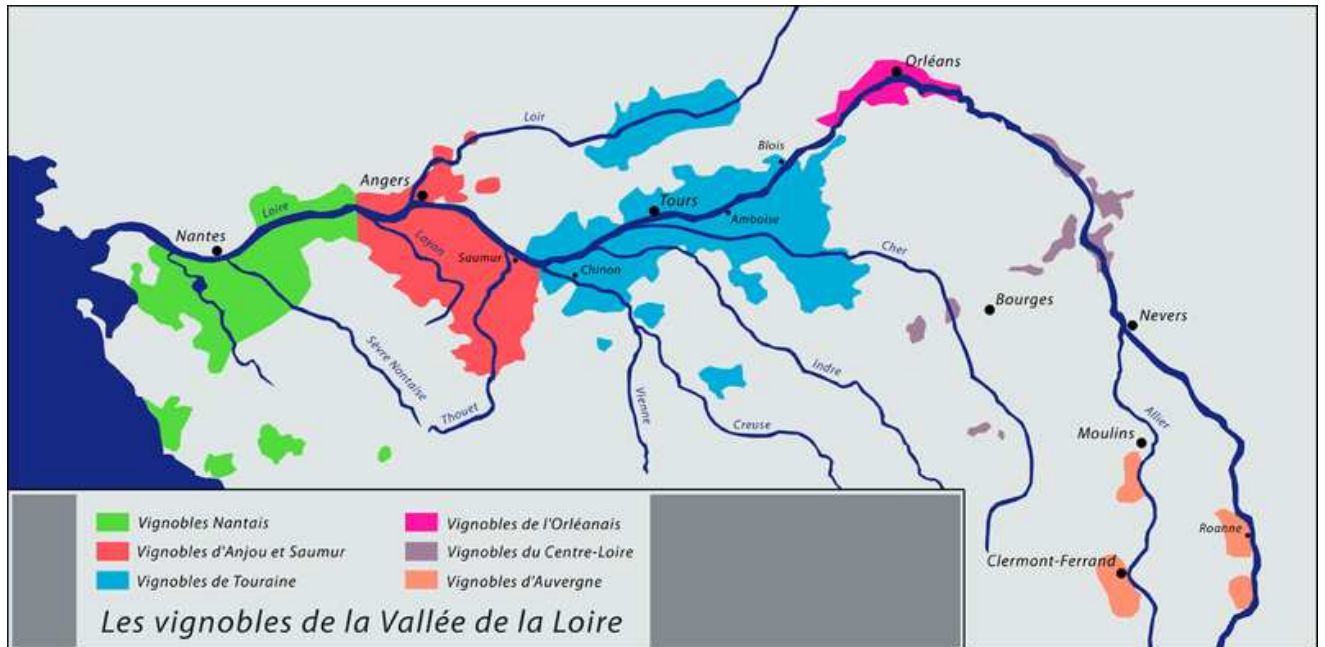 Orléans
Loir
Blois
Angers
Tours
Loire
Amboise
Nantes
Layon
Saumur
Chinon
Cher
Bourges
Nevers
Sèvre Nantaise
Indre
Vienne
Thouet
Creuse
Allier
Moulins
Roanne
Clermont-Ferrand
Vignobles Nantais
Vignobles d'Anjou et Saumur
Vignobles de Touraine
Vignobles de l'Orléanais
Vignobles du Centre-Loire
Vignobles d'Auvergne
Les vignobles de la Vallée de la Loire